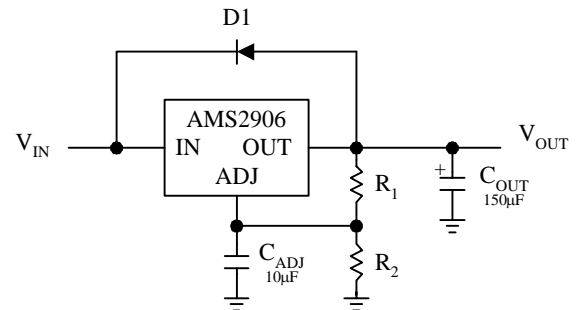 D1
AMS2906
V_IN IN OUT V_OUT
ADJ
R_1
+ C_OUT
150µF
C_ADJ
10µF
R_2